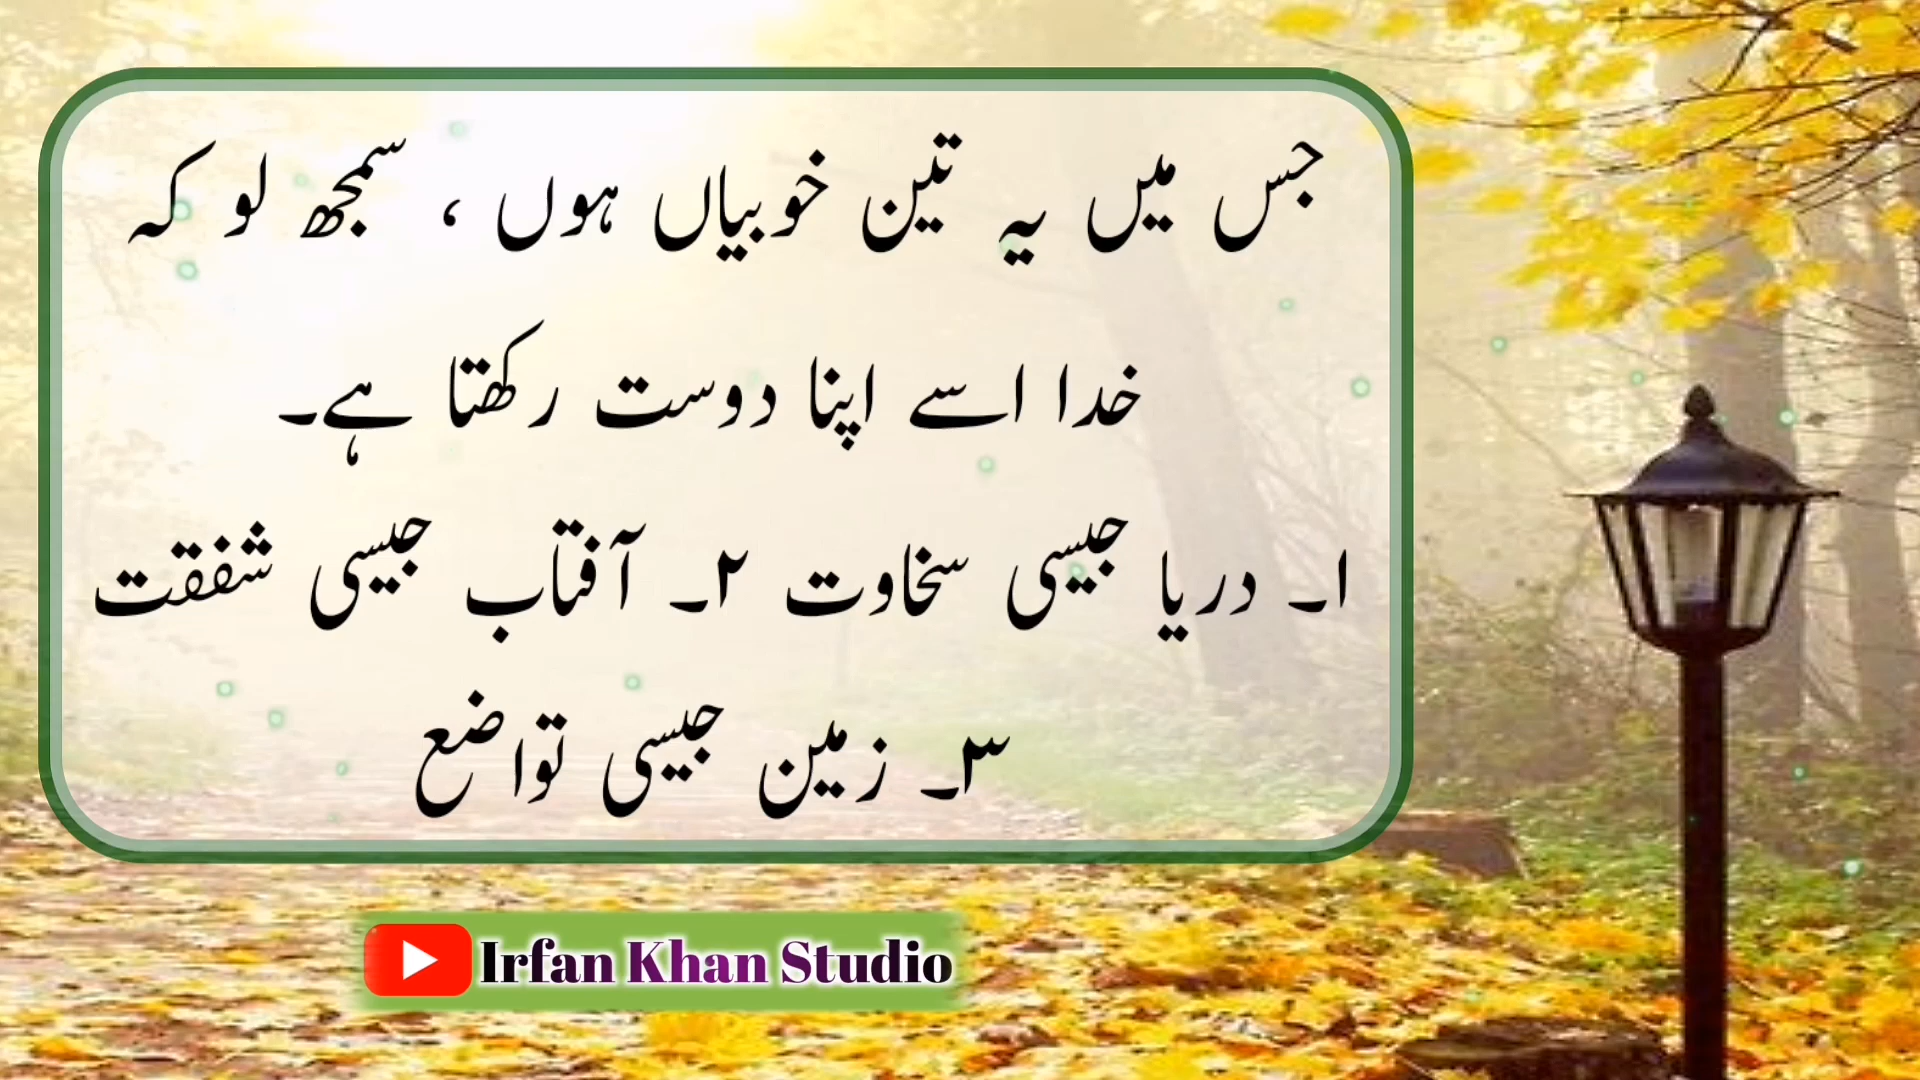 جس میں یہ تین خوبیاں ہوں ، سمجھ لو کہ
خدا اسے اپنا دوست رکھتا ہے۔
۱۔ دریا جیسی سخاوت ۲۔ آفتاب جیسی شفقت
۳۔ زمین جیسی تواضع
Irfan Khan Studio